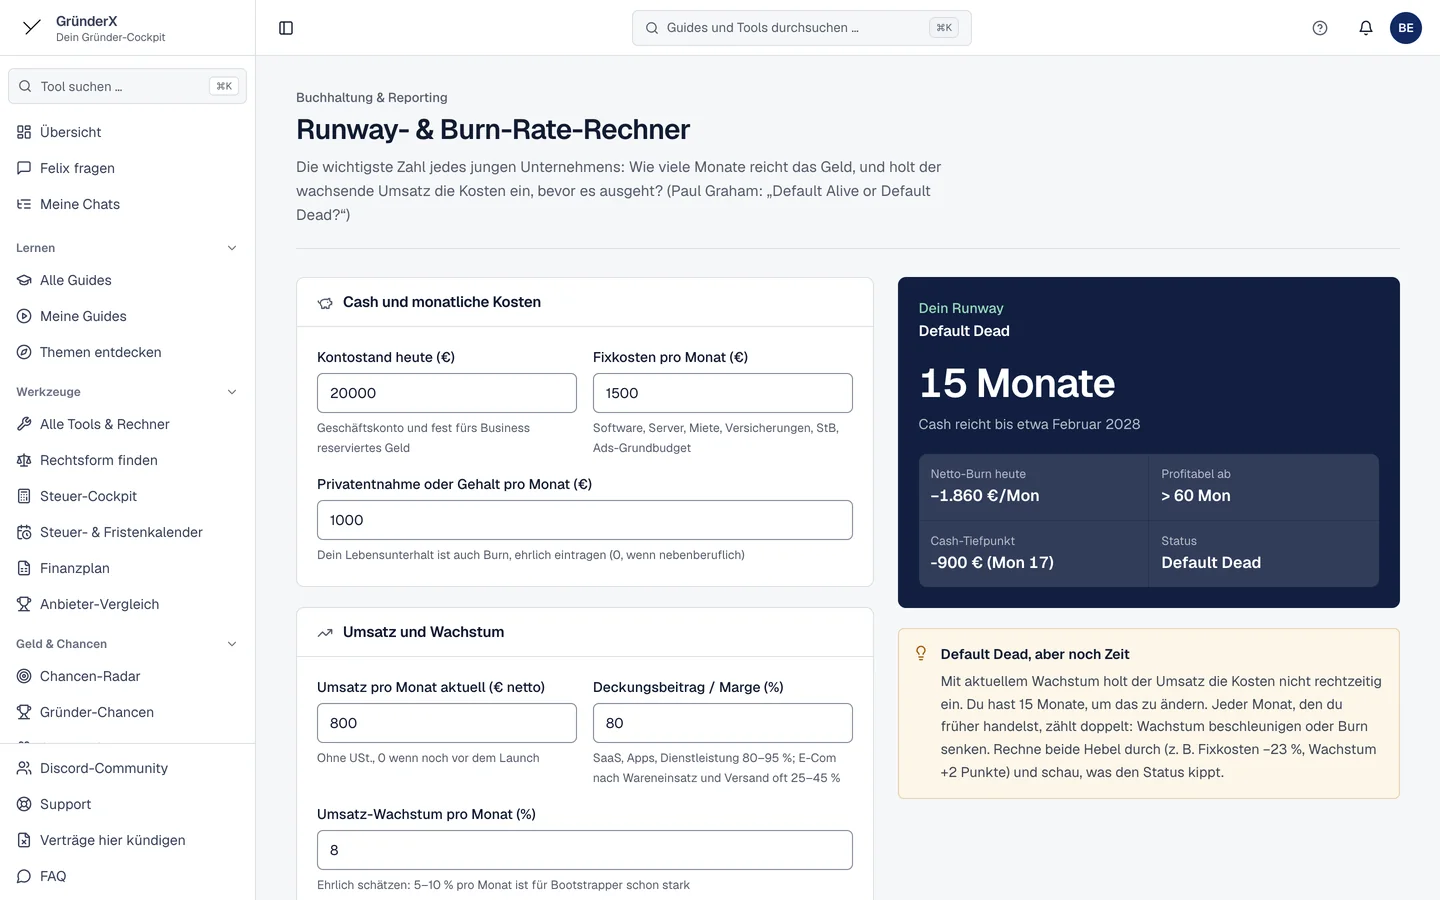 GründerX
Dein Gründer-Cockpit
Guides und Tools durchsuchen …
⌘K
BE
Tool suchen …
⌘K
Übersicht
Felix fragen
Meine Chats
Lernen
Alle Guides
Meine Guides
Themen entdecken
Werkzeuge
Alle Tools & Rechner
Rechtsform finden
Steuer-Cockpit
Steuer- & Fristenkalender
Finanzplan
Anbieter-Vergleich
Geld & Chancen
Chancen-Radar
Gründer-Chancen
Discord-Community
Support
Verträge hier kündigen
FAQ
Buchhaltung & Reporting
Runway- & Burn-Rate-Rechner
Die wichtigste Zahl jedes jungen Unternehmens: Wie viele Monate reicht das Geld, und holt der
wachsende Umsatz die Kosten ein, bevor es ausgeht? (Paul Graham: „Default Alive or Default
Dead?“)
Cash und monatliche Kosten
Kontostand heute (€)
20000
Geschäftskonto und fest fürs Business
reserviertes Geld
Fixkosten pro Monat (€)
1500
Software, Server, Miete, Versicherungen, StB,
Ads-Grundbudget
Privatentnahme oder Gehalt pro Monat (€)
1000
Dein Lebensunterhalt ist auch Burn, ehrlich eintragen (0, wenn nebenberuflich)
Umsatz und Wachstum
Umsatz pro Monat aktuell (€ netto)
800
Ohne USt., 0 wenn noch vor dem Launch
Deckungsbeitrag / Marge (%)
80
SaaS, Apps, Dienstleistung 80–95 %; E-Com
nach Wareneinsatz und Versand oft 25–45 %
Umsatz-Wachstum pro Monat (%)
8
Ehrlich schätzen: 5–10 % pro Monat ist für Bootstrapper schon stark
Dein Runway
Default Dead
15 Monate
Cash reicht bis etwa Februar 2028
Netto-Burn heute
−1.860 €/Mon
Profitabel ab
> 60 Mon
Cash-Tiefpunkt
-900 € (Mon 17)
Status
Default Dead
Default Dead, aber noch Zeit
Mit aktuellem Wachstum holt der Umsatz die Kosten nicht rechtzeitig
ein. Du hast 15 Monate, um das zu ändern. Jeder Monat, den du
früher handelst, zählt doppelt: Wachstum beschleunigen oder Burn
senken. Rechne beide Hebel durch (z. B. Fixkosten −23 %, Wachstum
+2 Punkte) und schau, was den Status kippt.